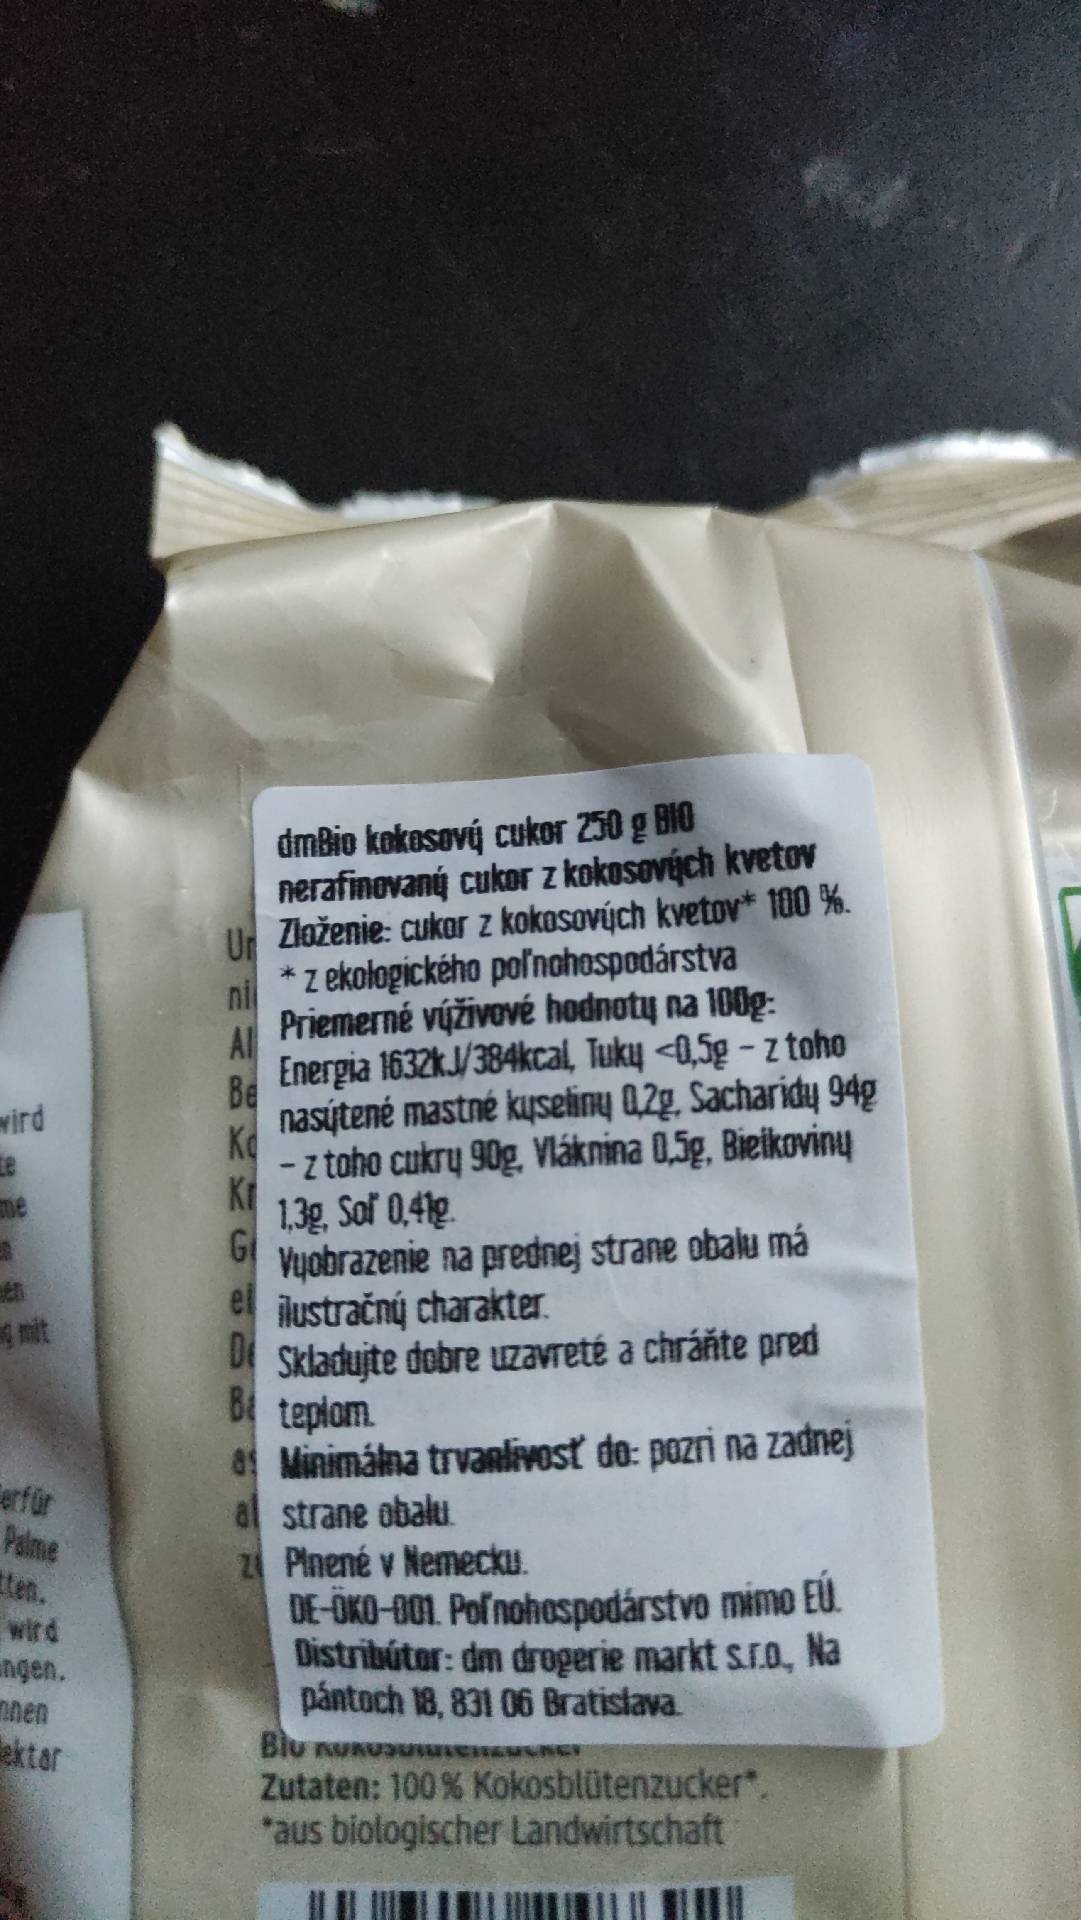 dmBio kokosový cukor 250 g BIO
nerafinovaný cukor z kokosových kvetov
Zloženie: cukor z kokosových kvetov* 100 %.
* z ekologického poľnohospodárstva
Priemerné výživové hodnoty na 100g:
Energia 1632kJ/384kcal, Tuky <0,5g - z toho
nasýtené mastné kyseliny 0,2g, Sacharidy 94g
- z toho cukry 90g, Vláknina 0,5g, Bielkoviny
1,3g, Soľ 0,41g.
Vyobrazenie na prednej strane obalu má
ilustračný charakter.
Skladujte dobre uzavreté a chráňte pred
teplom.
Minimálna trvanlivosť do: pozri na zadnej
strane obalu.
Plnené v Nemecku.
DE-ÖKO-001. Poľnohospodárstvo mimo EÚ.
Distribútor: dm drogerie markt s.r.o., Na
pántoch 18, 831 06 Bratislava.
Zutaten: 100% Kokosblütenzucker*.
*aus biologischer Landwirtschaft
wird
mit
Palme
wird